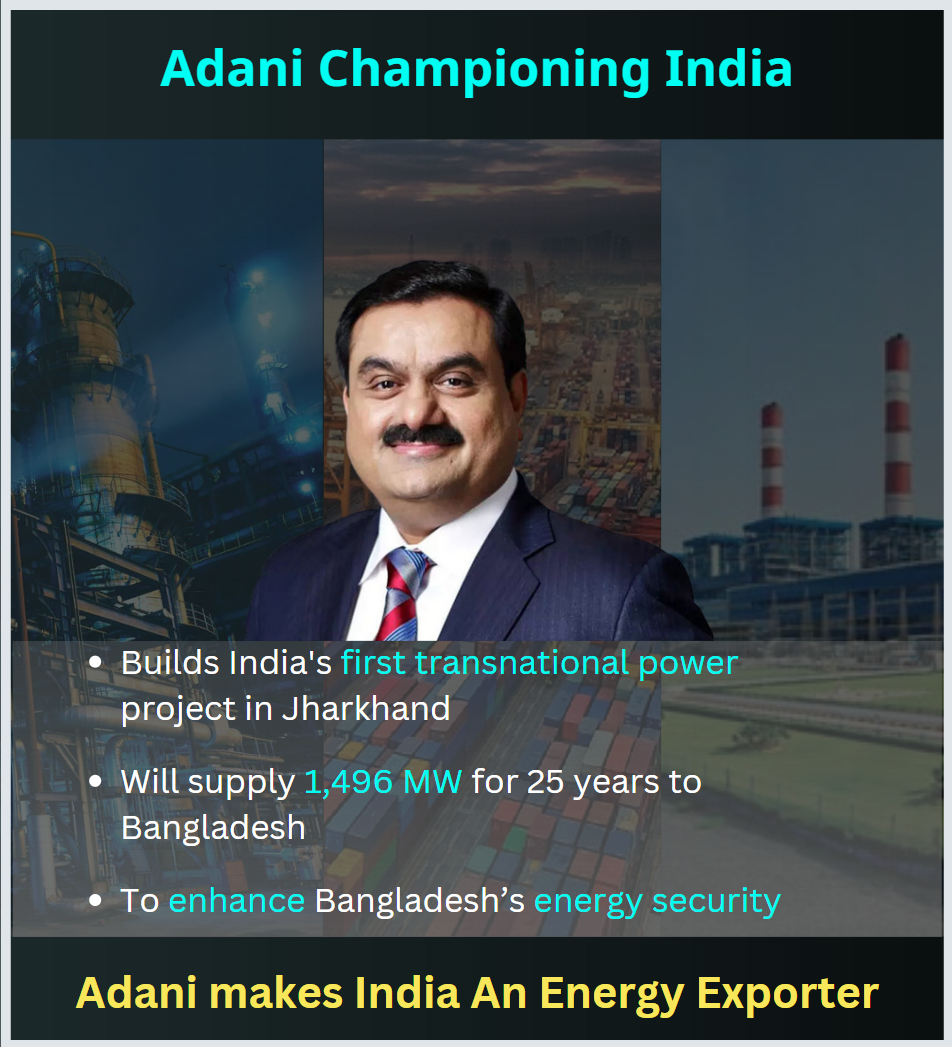 Adani Championing India
• Builds India's first transnational power
project in Jharkhand
• Will supply 1,496 MW for 25 years to
Bangladesh
• To enhance Bangladesh’s energy security
Adani makes India An Energy Exporter